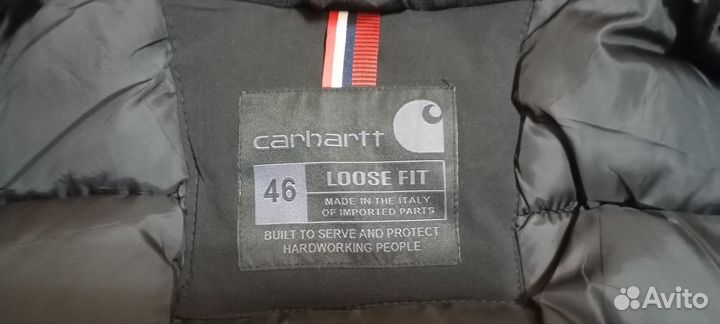 carhartt
46 LOOSE FIT
MADE IN THE ITALY
OF IMPORTED PARTS
BUILT TO SERVE AND PROTECT
HARDWORKING PEOPLE
Avito